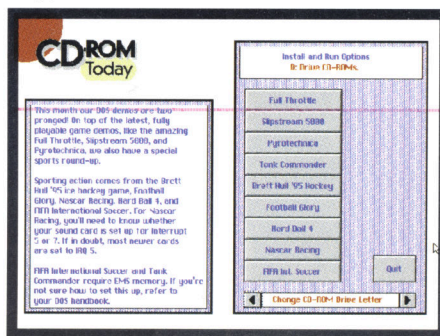 CD-ROM
Today
This month our DOS demos are two
pronged! On top of the latest, fully
playable game demos, like the amazing
Full Throttle, Slipstream 5000, and
Pyrotechnica, we also have a special
sports round-up.
Sporting action comes from the Brett
Hull '95 ice hockey game, Football
Glory, Nascar Racing, Hard Ball 4, and
FIFA International Soccer. For Nascar
Racing, you'll need to know whether
your sound card is set up for Interrupt
5 or 7. If in doubt, most newer cards
are set to IRQ 5.
FIFA International Soccer and Tank
Commander require EMS memory. If you're
not sure how to set this up, refer to
your DOS handbook.
Install and Run Options
CD-ROMs.
Full Throttle
Slipstream 5000
Pyrotechnica
Tank Commander
Brett Hull '95 Hockey
Football Glory
Hard Ball 4
Nascar Racing
FIFA Int. Soccer
Quit
Change CD-ROM Drive Letter